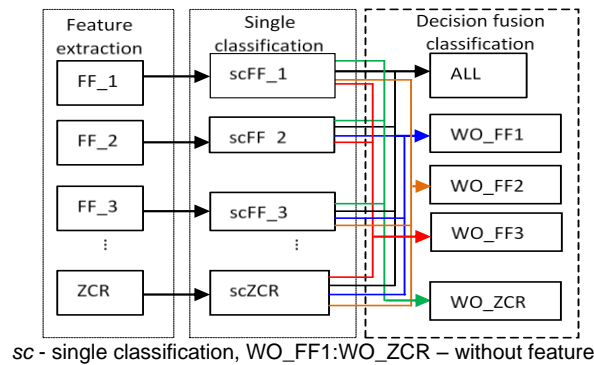 Feature
extraction
Single
classification
Decision fusion
classification
FF_1
scFF_1
ALL
FF_2
scFF 2
WO_FF1
WO_FF2
FF_3
scFF_3
WO_FF3
...
...
ZCR
scZCR
WO_ZCR
sc - single classification, WO_FF1:WO_ZCR – without feature